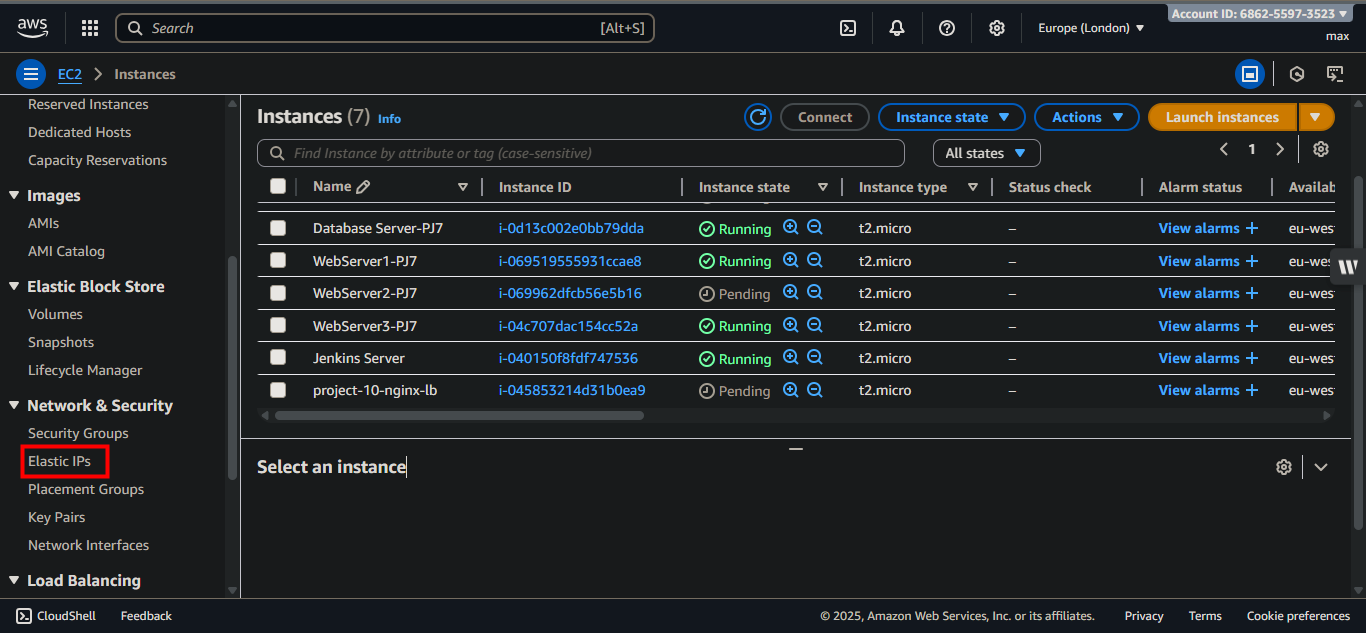 aws
Search [Alt+S]
Europe (London)
Account ID: 6862-5597-3523
max
EC2
Instances
Reserved Instances
Dedicated Hosts
Capacity Reservations
Images
AMIs
AMI Catalog
Elastic Block Store
Volumes
Snapshots
Lifecycle Manager
Network & Security
Security Groups
Elastic IPs
Placement Groups
Key Pairs
Network Interfaces
Load Balancing
Instances (7) Info
Connect
Instance state
Actions
Launch instances
Find Instance by attribute or tag (case-sensitive)
All states
1
Name Instance ID Instance state Instance type Status check Alarm status Availab
Database Server-PJ7 i-0d13c002e0bb79dda Running t2.micro – View alarms + eu-wes
WebServer1-PJ7 i-069519555931ccae8 Running t2.micro – View alarms + eu-wes
WebServer2-PJ7 i-069962dfcb56e5b16 Pending t2.micro – View alarms + eu-wes
WebServer3-PJ7 i-04c707dac154cc52a Running t2.micro – View alarms + eu-wes
Jenkins Server i-040150f8fdf747536 Running t2.micro – View alarms + eu-wes
project-10-nginx-lb i-045853214d31b0ea9 Pending t2.micro – View alarms + eu-wes
W
Select an instance
CloudShell Feedback © 2025, Amazon Web Services, Inc. or its affiliates. Privacy Terms Cookie preferences